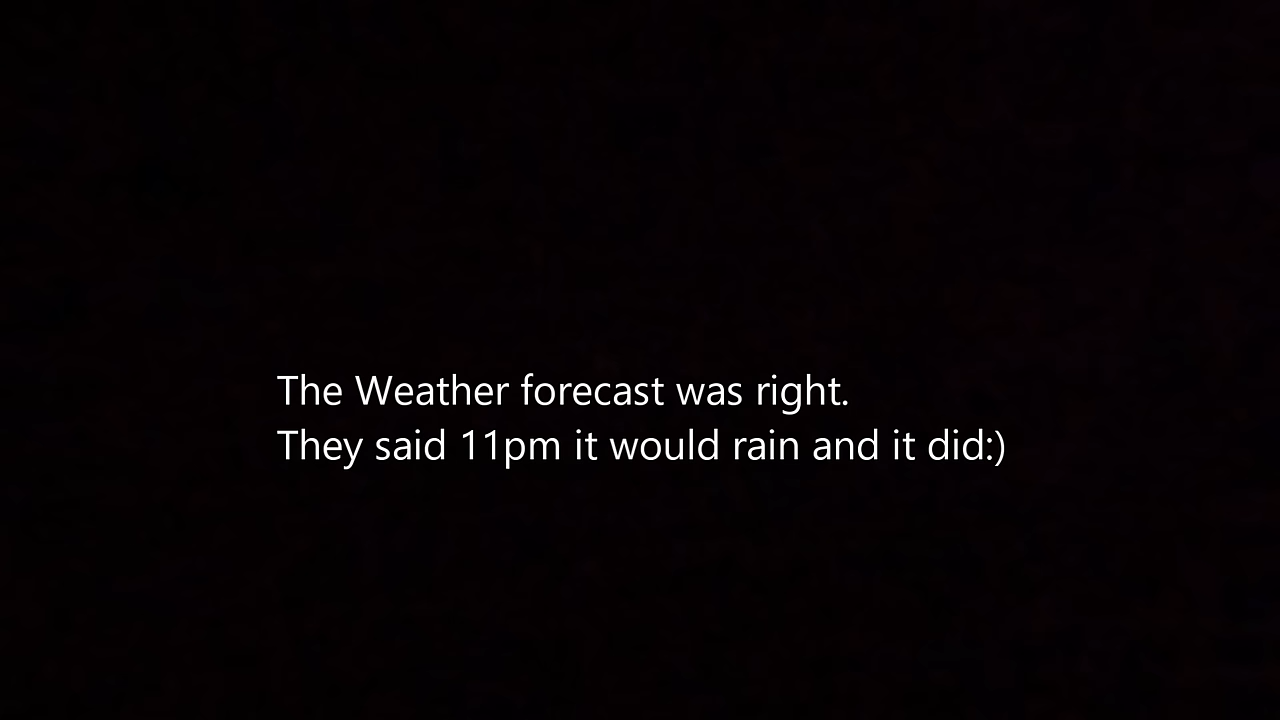 The Weather forecast was right.
They said 11pm it would rain and it did:)